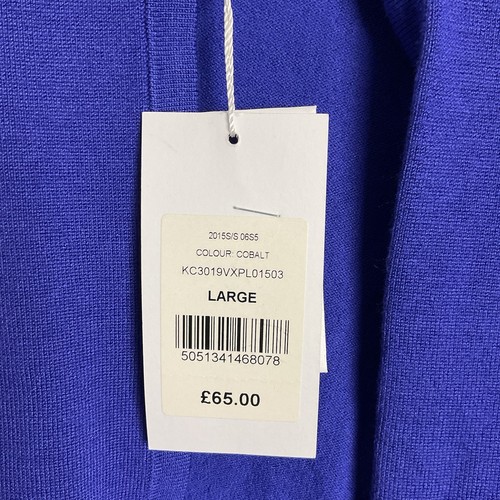 2015S/S 06S5
COLOUR: COBALT
KC3019VXPL01503
LARGE
5051341468078
£65.00